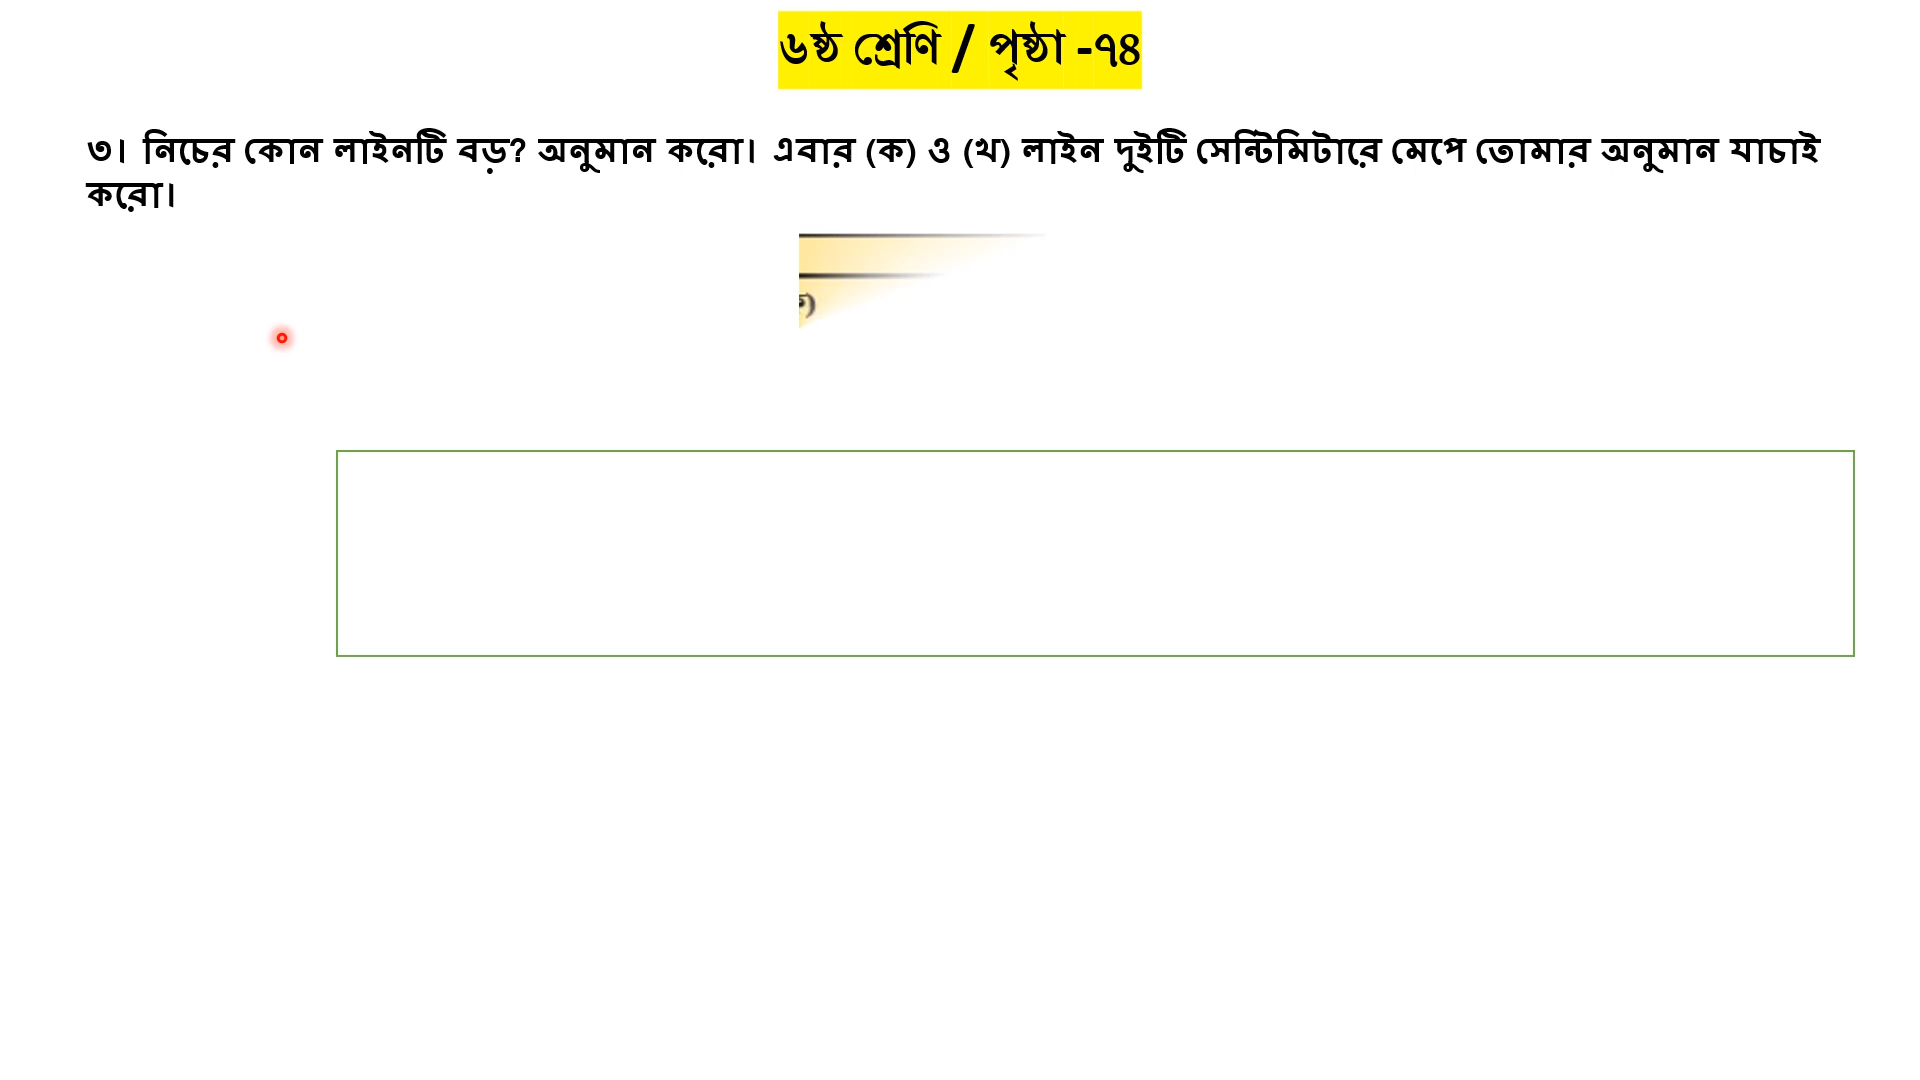 ৬ষ্ঠ শ্রেণি / পৃষ্ঠা -৭৪
৩। নিচের কোন লাইনটি বড়? অনুমান করো। এবার (ক) ও (খ) লাইন দুইটি সেন্টিমিটারে মেপে তোমার অনুমান যাচাই
করো।